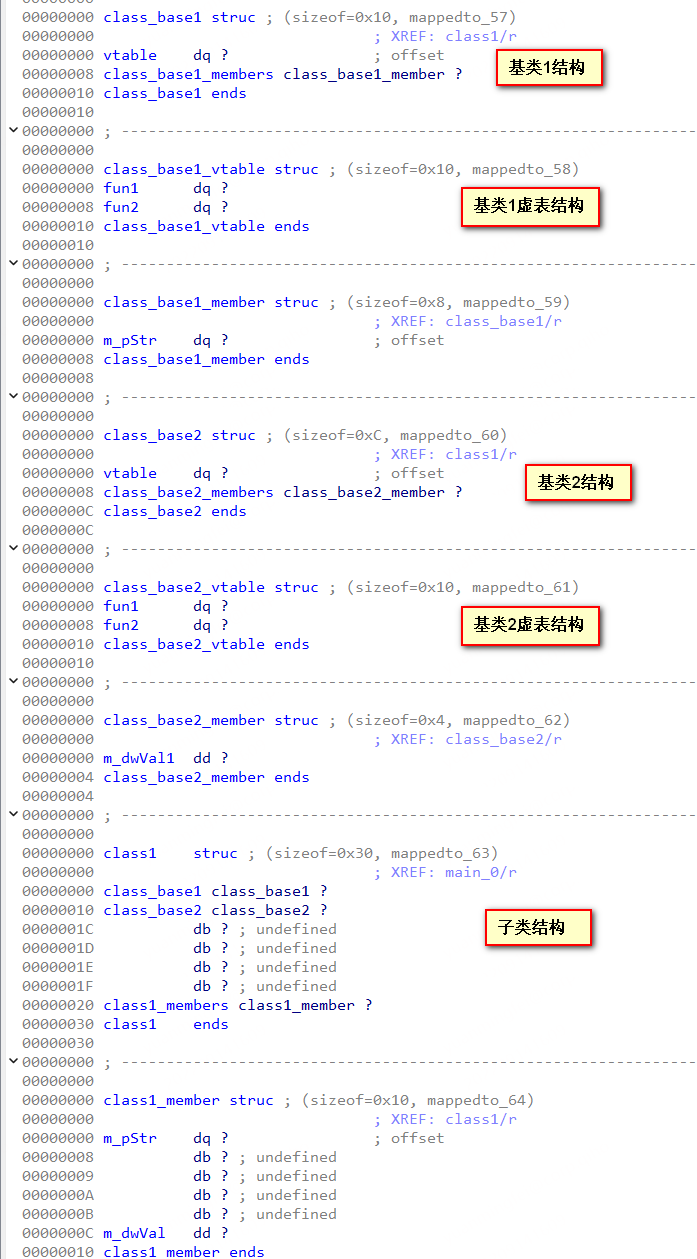 00000000
00000000 class_base1 struc ; (sizeof=0x10, mappedto_57)
00000000 ; XREF: class1/r
00000000 vtable dq ? ; offset
00000008 class_base1_members class_base1_member ?
00000010 class_base1 ends
基类1结构
00000010
00000000 ; ----------------------------------------------------------------
00000000
00000000 class_base1_vtable struc ; (sizeof=0x10, mappedto_58)
00000000 fun1 dq ?
00000008 fun2 dq ?
基类1虚表结构
00000010 class_base1_vtable ends
00000010
00000000 ; ----------------------------------------------------------------
00000000
00000000 class_base1_member struc ; (sizeof=0x8, mappedto_59)
00000000 ; XREF: class_base1/r
00000000 m_pStr dq ? ; offset
00000008 class_base1_member ends
00000008
00000000 ; ----------------------------------------------------------------
00000000
00000000 class_base2 struc ; (sizeof=0xC, mappedto_60)
00000000 ; XREF: class1/r
00000000 vtable dq ? ; offset
00000008 class_base2_members class_base2_member ?
基类2结构
0000000C class_base2 ends
0000000C
00000000 ; ----------------------------------------------------------------
00000000
00000000 class_base2_vtable struc ; (sizeof=0x10, mappedto_61)
00000000 fun1 dq ?
00000008 fun2 dq ?
基类2虚表结构
00000010 class_base2_vtable ends
00000010
00000000 ; ----------------------------------------------------------------
00000000
00000000 class_base2_member struc ; (sizeof=0x4, mappedto_62)
00000000 ; XREF: class_base2/r
00000000 m_dwVal1 dd ?
00000004 class_base2_member ends
00000004
00000000 ; ----------------------------------------------------------------
00000000
00000000 class1 struc ; (sizeof=0x30, mappedto_63)
00000000 ; XREF: main_0/r
00000000 class_base1 class_base1 ?
00000010 class_base2 class_base2 ?
0000001C db ? ; undefined
子类结构
0000001D db ? ; undefined
0000001E db ? ; undefined
0000001F db ? ; undefined
00000020 class1_members class1_member ?
00000030 class1 ends
00000030
00000000 ; ----------------------------------------------------------------
00000000
00000000 class1_member struc ; (sizeof=0x10, mappedto_64)
00000000 ; XREF: class1/r
00000000 m_pStr dq ? ; offset
00000008 db ? ; undefined
00000009 db ? ; undefined
0000000A db ? ; undefined
0000000B db ? ; undefined
0000000C m_dwVal dd ?
00000010 class1_member ends